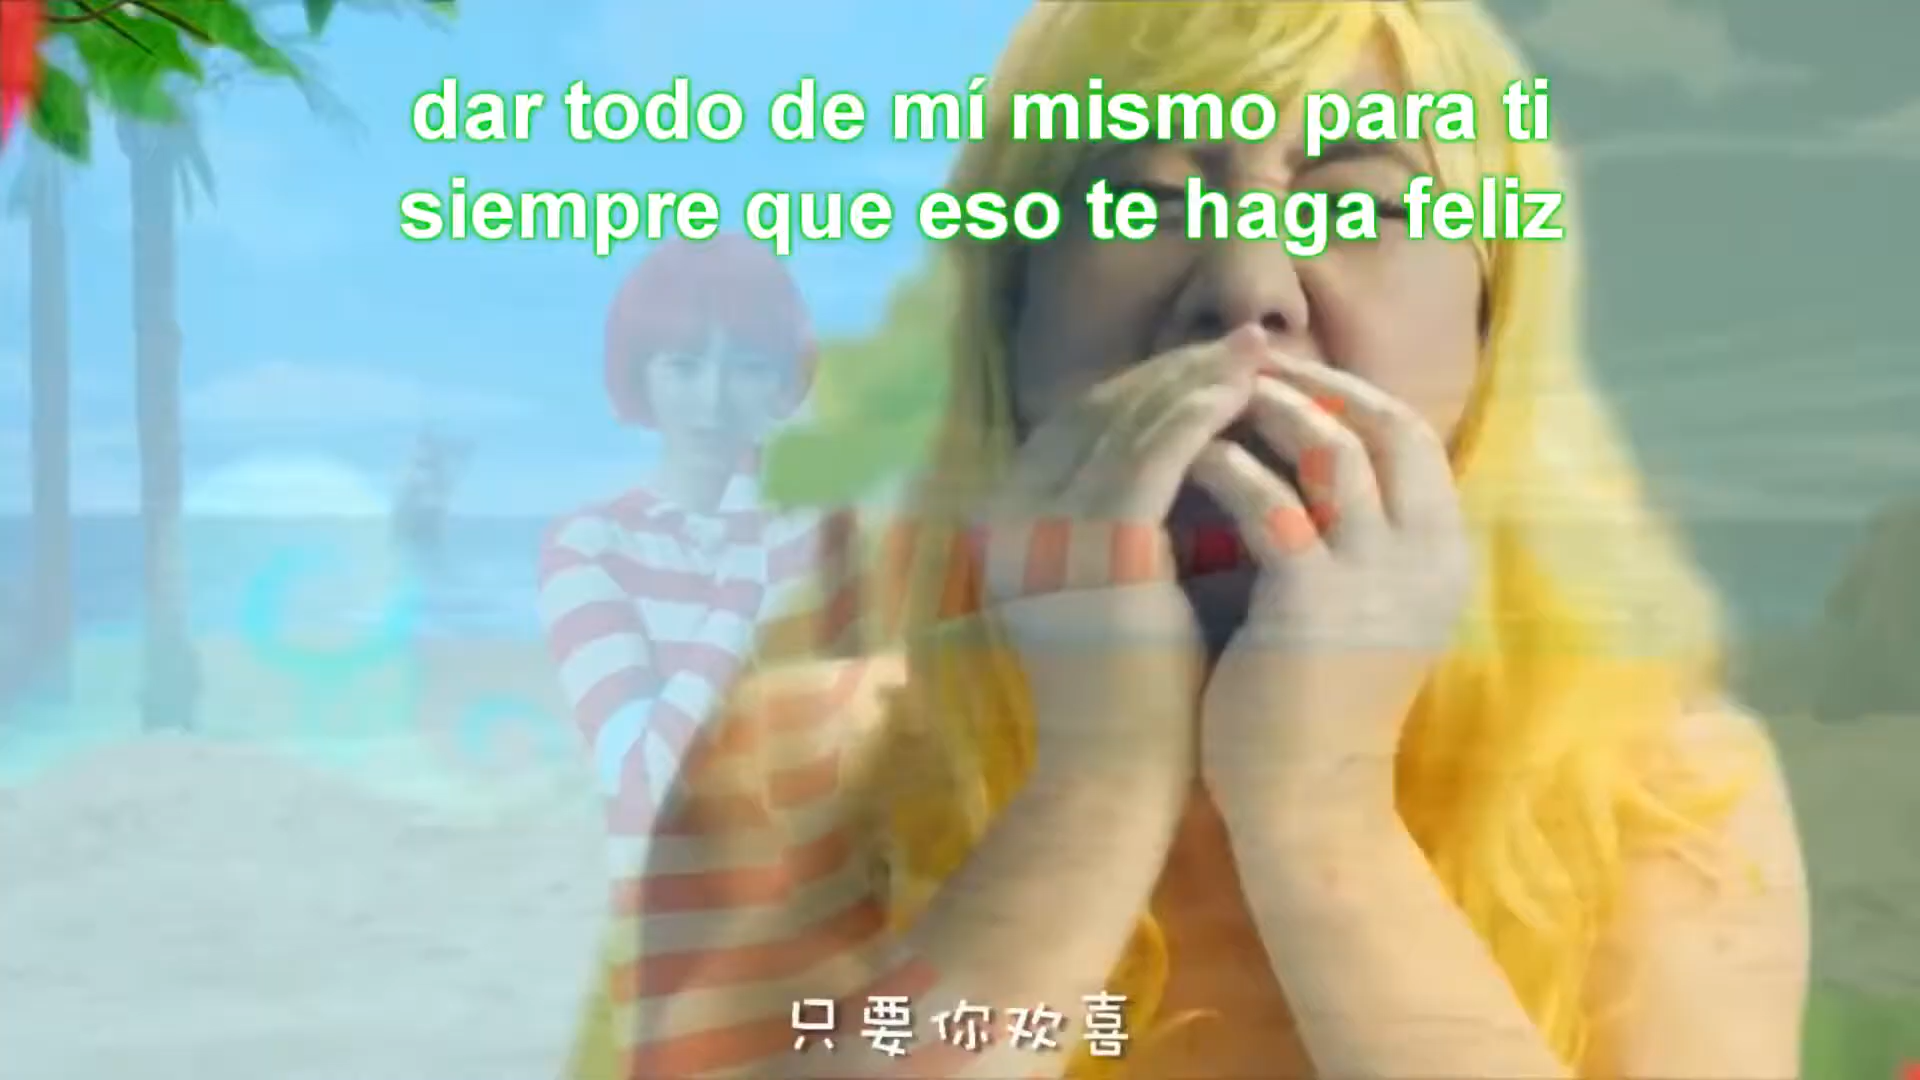 dar todo de mí mismo para ti
siempre que eso te haga feliz
只要你欢喜